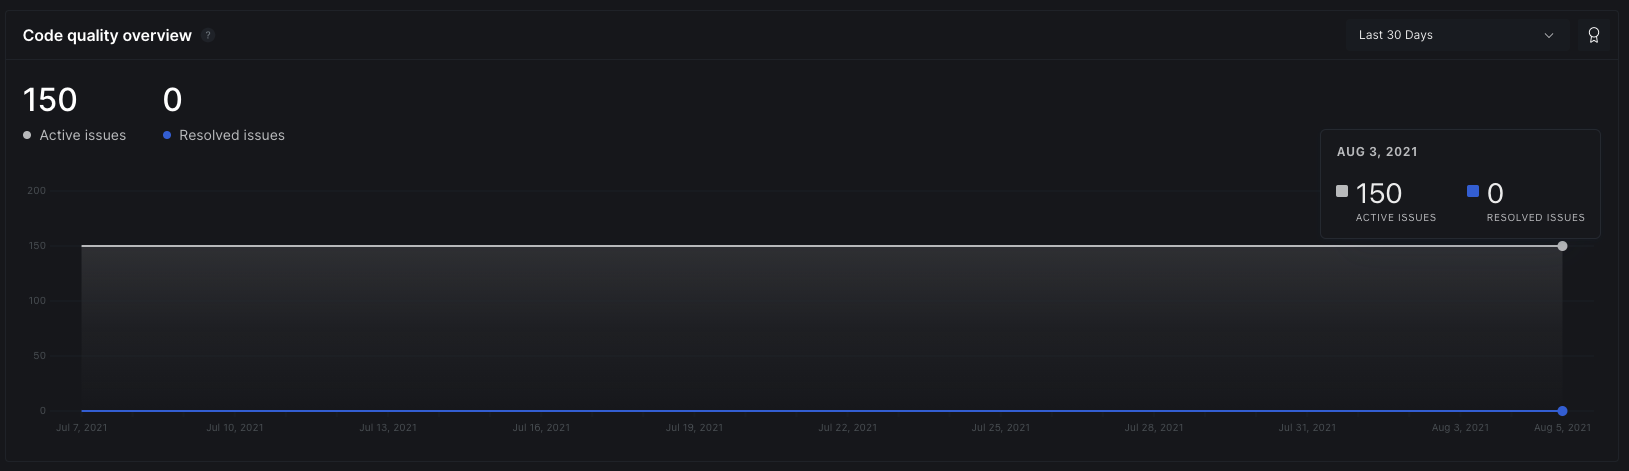 Code quality overview ?
Last 30 Days
150 0
Active issues Resolved issues
AUG 3, 2021
150 0
ACTIVE ISSUES RESOLVED ISSUES
200
150
100
50
0
Jul 7, 2021 Jul 10, 2021 Jul 13, 2021 Jul 16, 2021 Jul 19, 2021 Jul 22, 2021 Jul 25, 2021 Jul 28, 2021 Jul 31, 2021 Aug 3, 2021 Aug 5, 2021